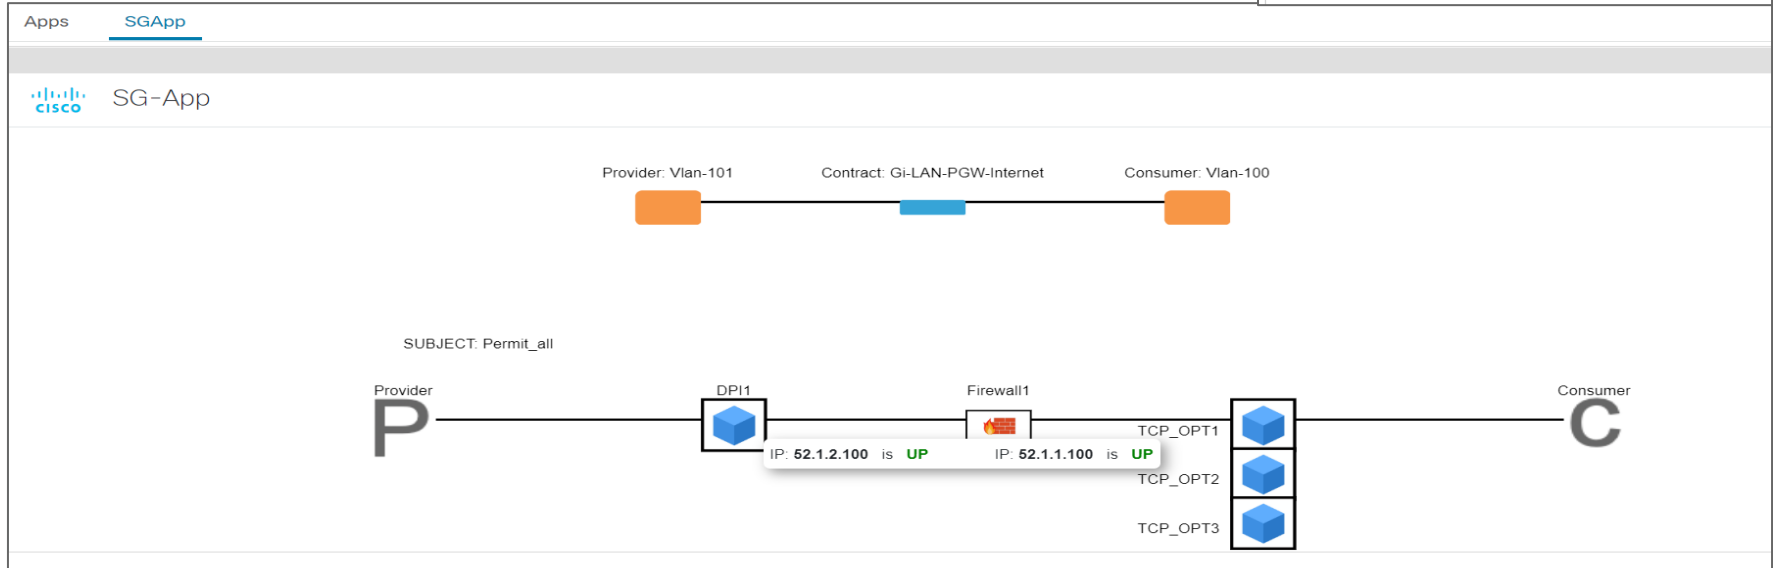 Apps SGApp
CISCO SG-App
Provider: Vlan-101 Contract: Gi-LAN-PGW-Internet Consumer: Vlan-100
SUBJECT: Permit_all
Provider DPI1 Firewall1 Consumer
P C
TCP_OPT1
IP: 52.1.2.100 is UP IP: 52.1.1.100 is UP
TCP_OPT2
TCP_OPT3